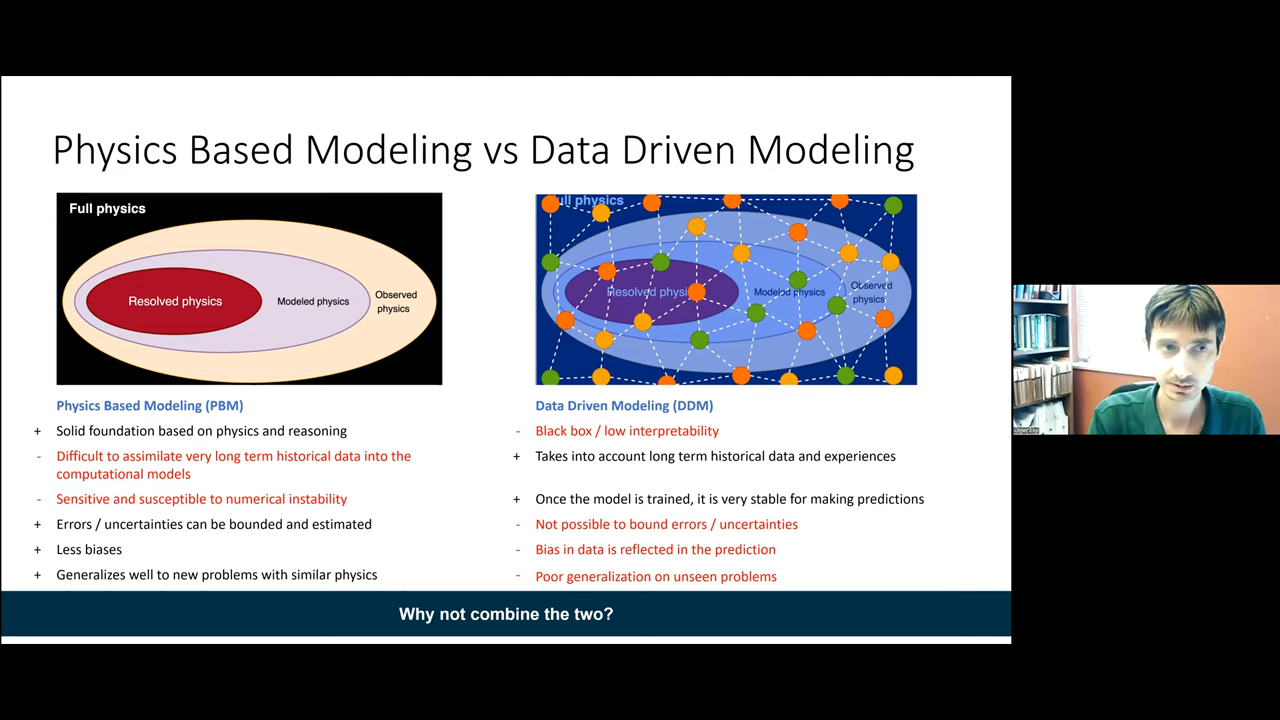 Physics Based Modeling vs Data Driven Modeling
Full physics
Resolved physics
Modeled physics
Observed
physics
Physics Based Modeling (PBM)
+ Solid foundation based on physics and reasoning
- Difficult to assimilate very long term historical data into the
computational models
- Sensitive and susceptible to numerical instability
+ Errors / uncertainties can be bounded and estimated
+ Less biases
+ Generalizes well to new problems with similar physics
physics
Modeled physics
Observed
physics
Data Driven Modeling (DDM)
- Black box / low interpretability
+ Takes into account long term historical data and experiences
+ Once the model is trained, it is very stable for making predictions
- Not possible to bound errors / uncertainties
- Bias in data is reflected in the prediction
- Poor generalization on unseen problems
Why not combine the two?